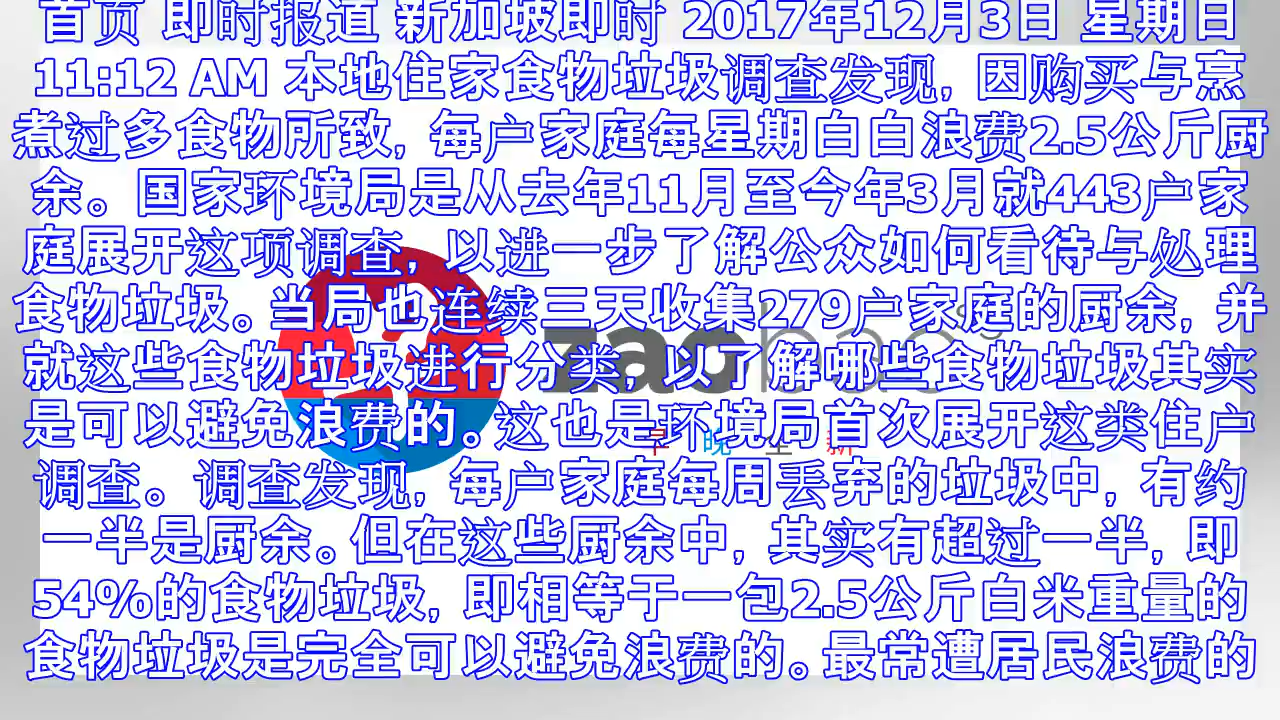 首页 即时报道 新加坡即时 2017年12月3日 星期日
11:12 AM 本地住家食物垃圾调查发现, 因购买与烹
煮过多食物所致, 每户家庭每星期白白浪费2.5公斤厨
余。国家环境局是从去年11月至今年3月就443户家
庭展开这项调查, 以进一步了解公众如何看待与处理
食物垃圾。当局也连续三天收集279户家庭的厨余, 并
就这些食物垃圾进行分类, 以了解哪些食物垃圾其实
是可以避免浪费的。这也是环境局首次展开这类住户
调查。调查发现, 每户家庭每周丢弃的垃圾中, 有约
一半是厨余。但在这些厨余中, 其实有超过一半, 即
54%的食物垃圾, 即相等于一包2.5公斤白米重量的
食物垃圾是完全可以避免浪费的。最常遭居民浪费的
zaobao
早 晚 全 新